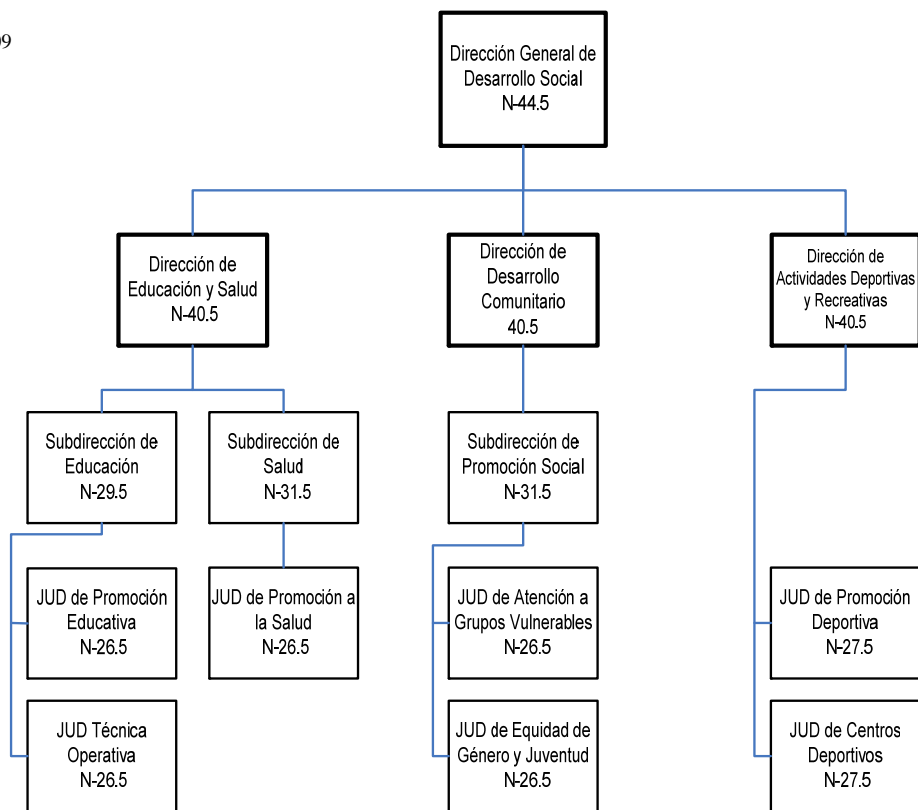 Dirección General de
Desarrollo Social
N-44.5
Dirección de
Educación y Salud
N-40.5
Dirección de
Desarrollo
Comunitario
40.5
Dirección de
Actividades Deportivas
y Recreativas
N-40.5
Subdirección de
Educación
N-29.5
Subdirección de
Salud
N-31.5
Subdirección de
Promoción Social
N-31.5
JUD de Promoción
Educativa
N-26.5
JUD de Promoción a
la Salud
N-26.5
JUD de Atención a
Grupos Vulnerables
N-26.5
JUD de Promoción
Deportiva
N-27.5
JUD Técnica
Operativa
N-26.5
JUD de Equidad de
Género y Juventud
N-26.5
JUD de Centros
Deportivos
N-27.5